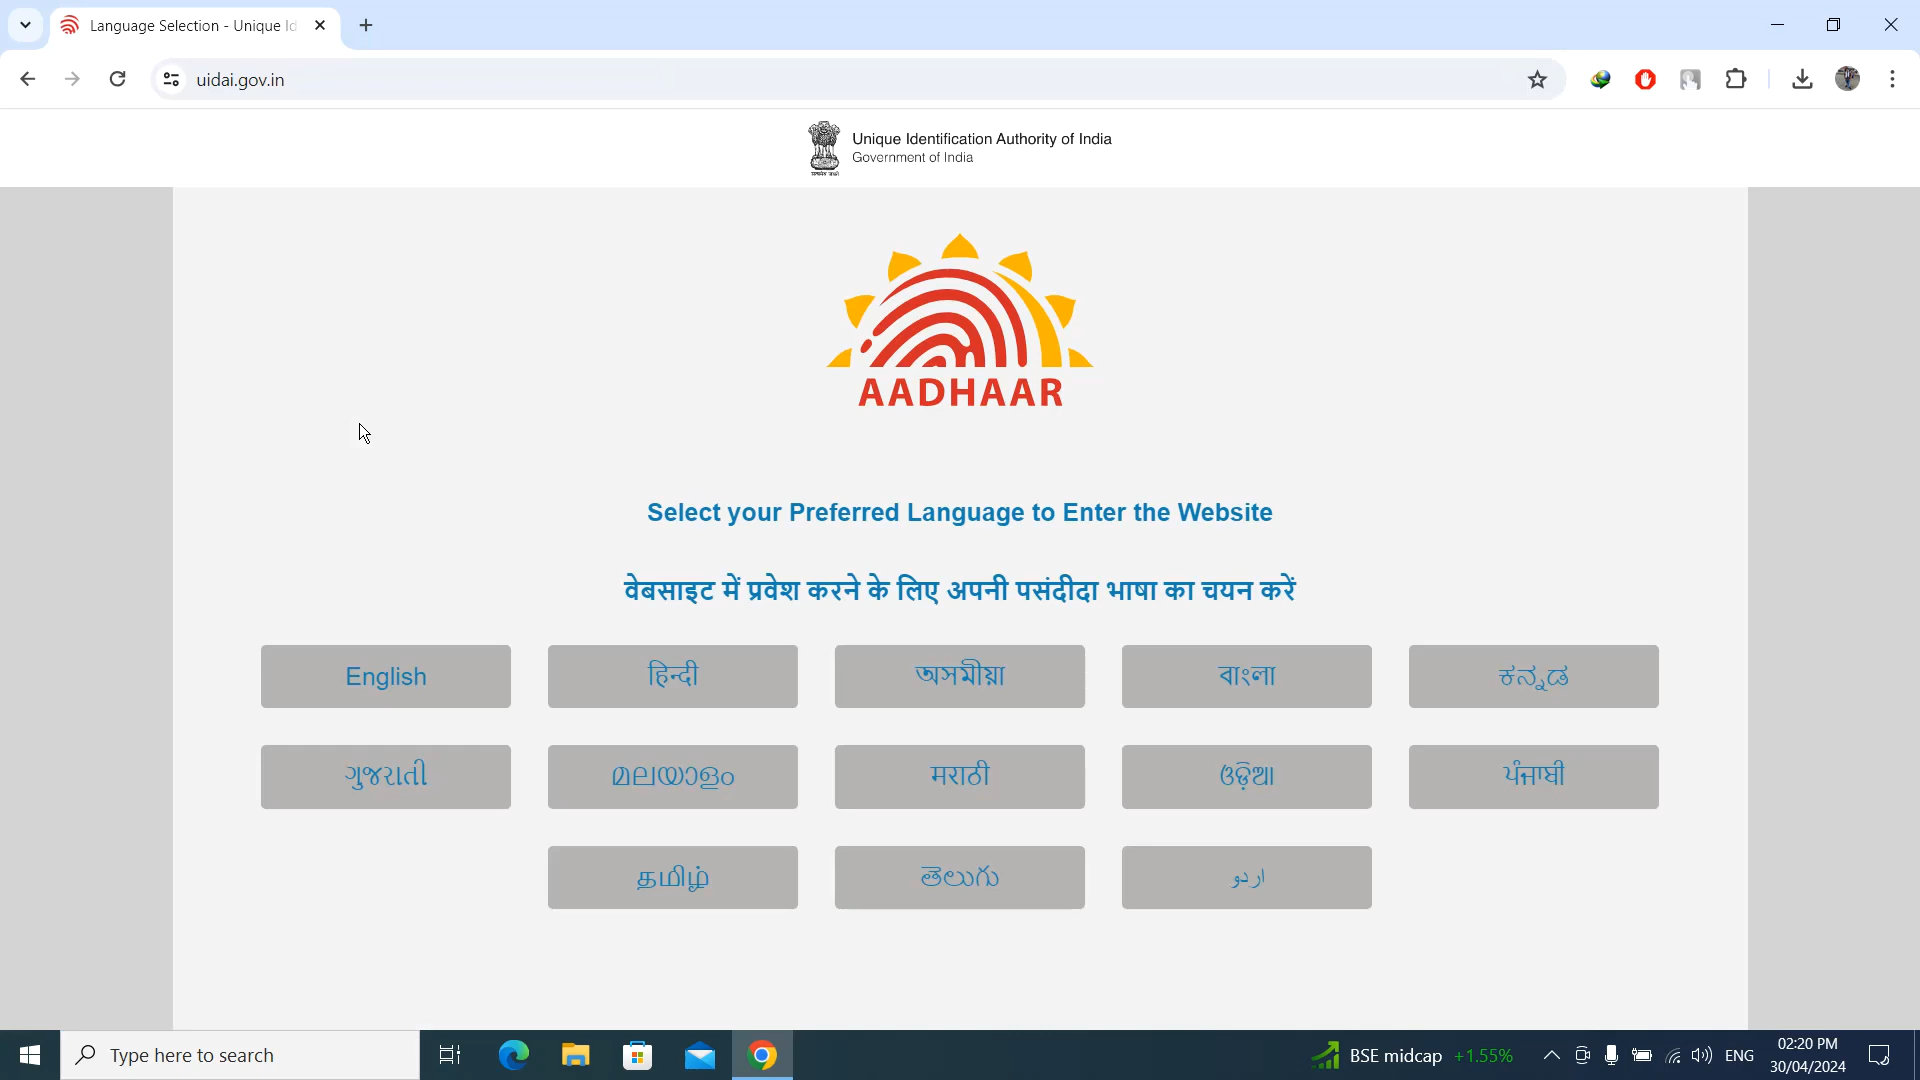 Language Selection - Unique Id
uidai.gov.in
Unique Identification Authority of India
Government of India
AADHAAR
Select your Preferred Language to Enter the Website
वेबसाइट में प्रवेश करने के लिए अपनी पसंदीदा भाषा का चयन करें
English हिन्दी অসমীয়া বাংলা ಕನ್ನಡ
ગુજરાતી മലയാളം मराठी ଓଡ଼ିଆ ਪੰਜਾਬੀ
தமிழ் తెలుగు اردو
Type here to search BSE midcap +1.55% ENG 02:20 PM
30/04/2024